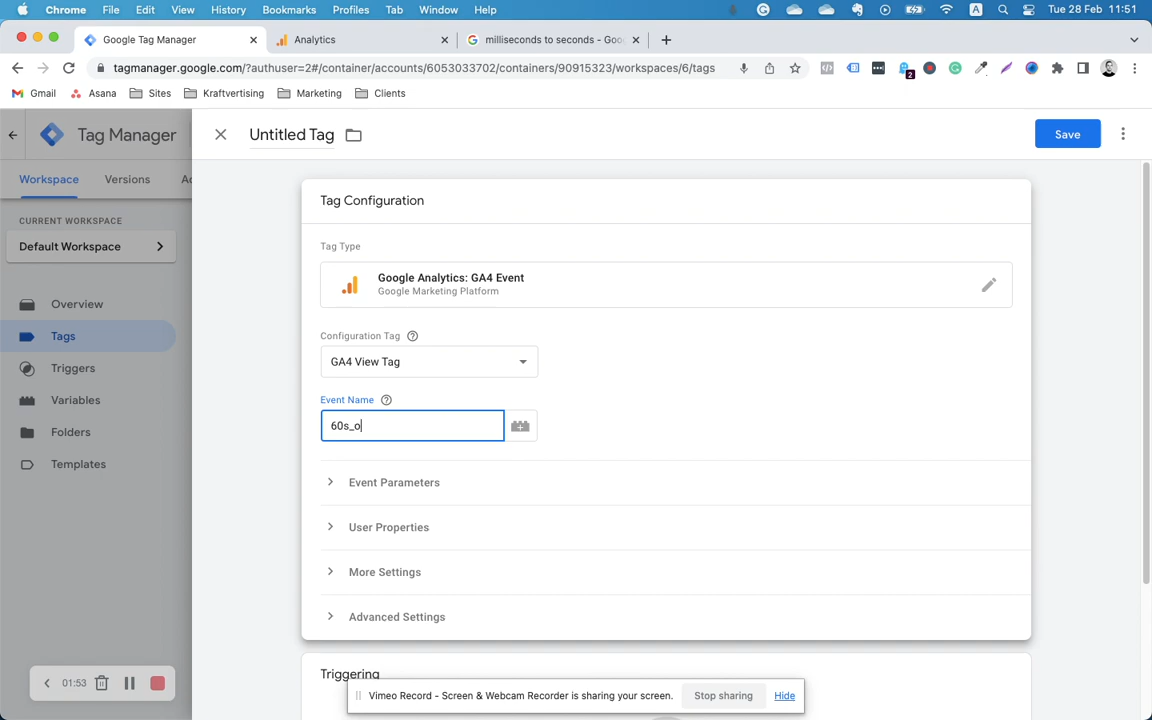 Chrome File Edit View History Bookmarks Profiles Tab Window Help A Tue 28 Feb 11:51
Google Tag Manager Analytics milliseconds to seconds - Goo
tagmanager.google.com/?authuser=2#/container/accounts/6053033702/containers/90915323/workspaces/6/tags 2
Gmail Asana Sites Kraftvertising Marketing Clients
Tag Manager
Untitled Tag
Save
Workspace Versions Ad
CURRENT WORKSPACE
Default Workspace
Overview
Tags
Triggers
Variables
Folders
Templates
Tag Configuration
Tag Type
Google Analytics: GA4 Event
Google Marketing Platform
Configuration Tag
GA4 View Tag
Event Name
60s_o
Event Parameters
User Properties
More Settings
Advanced Settings
Triggering
01:53
Vimeo Record - Screen & Webcam Recorder is sharing your screen. Stop sharing Hide